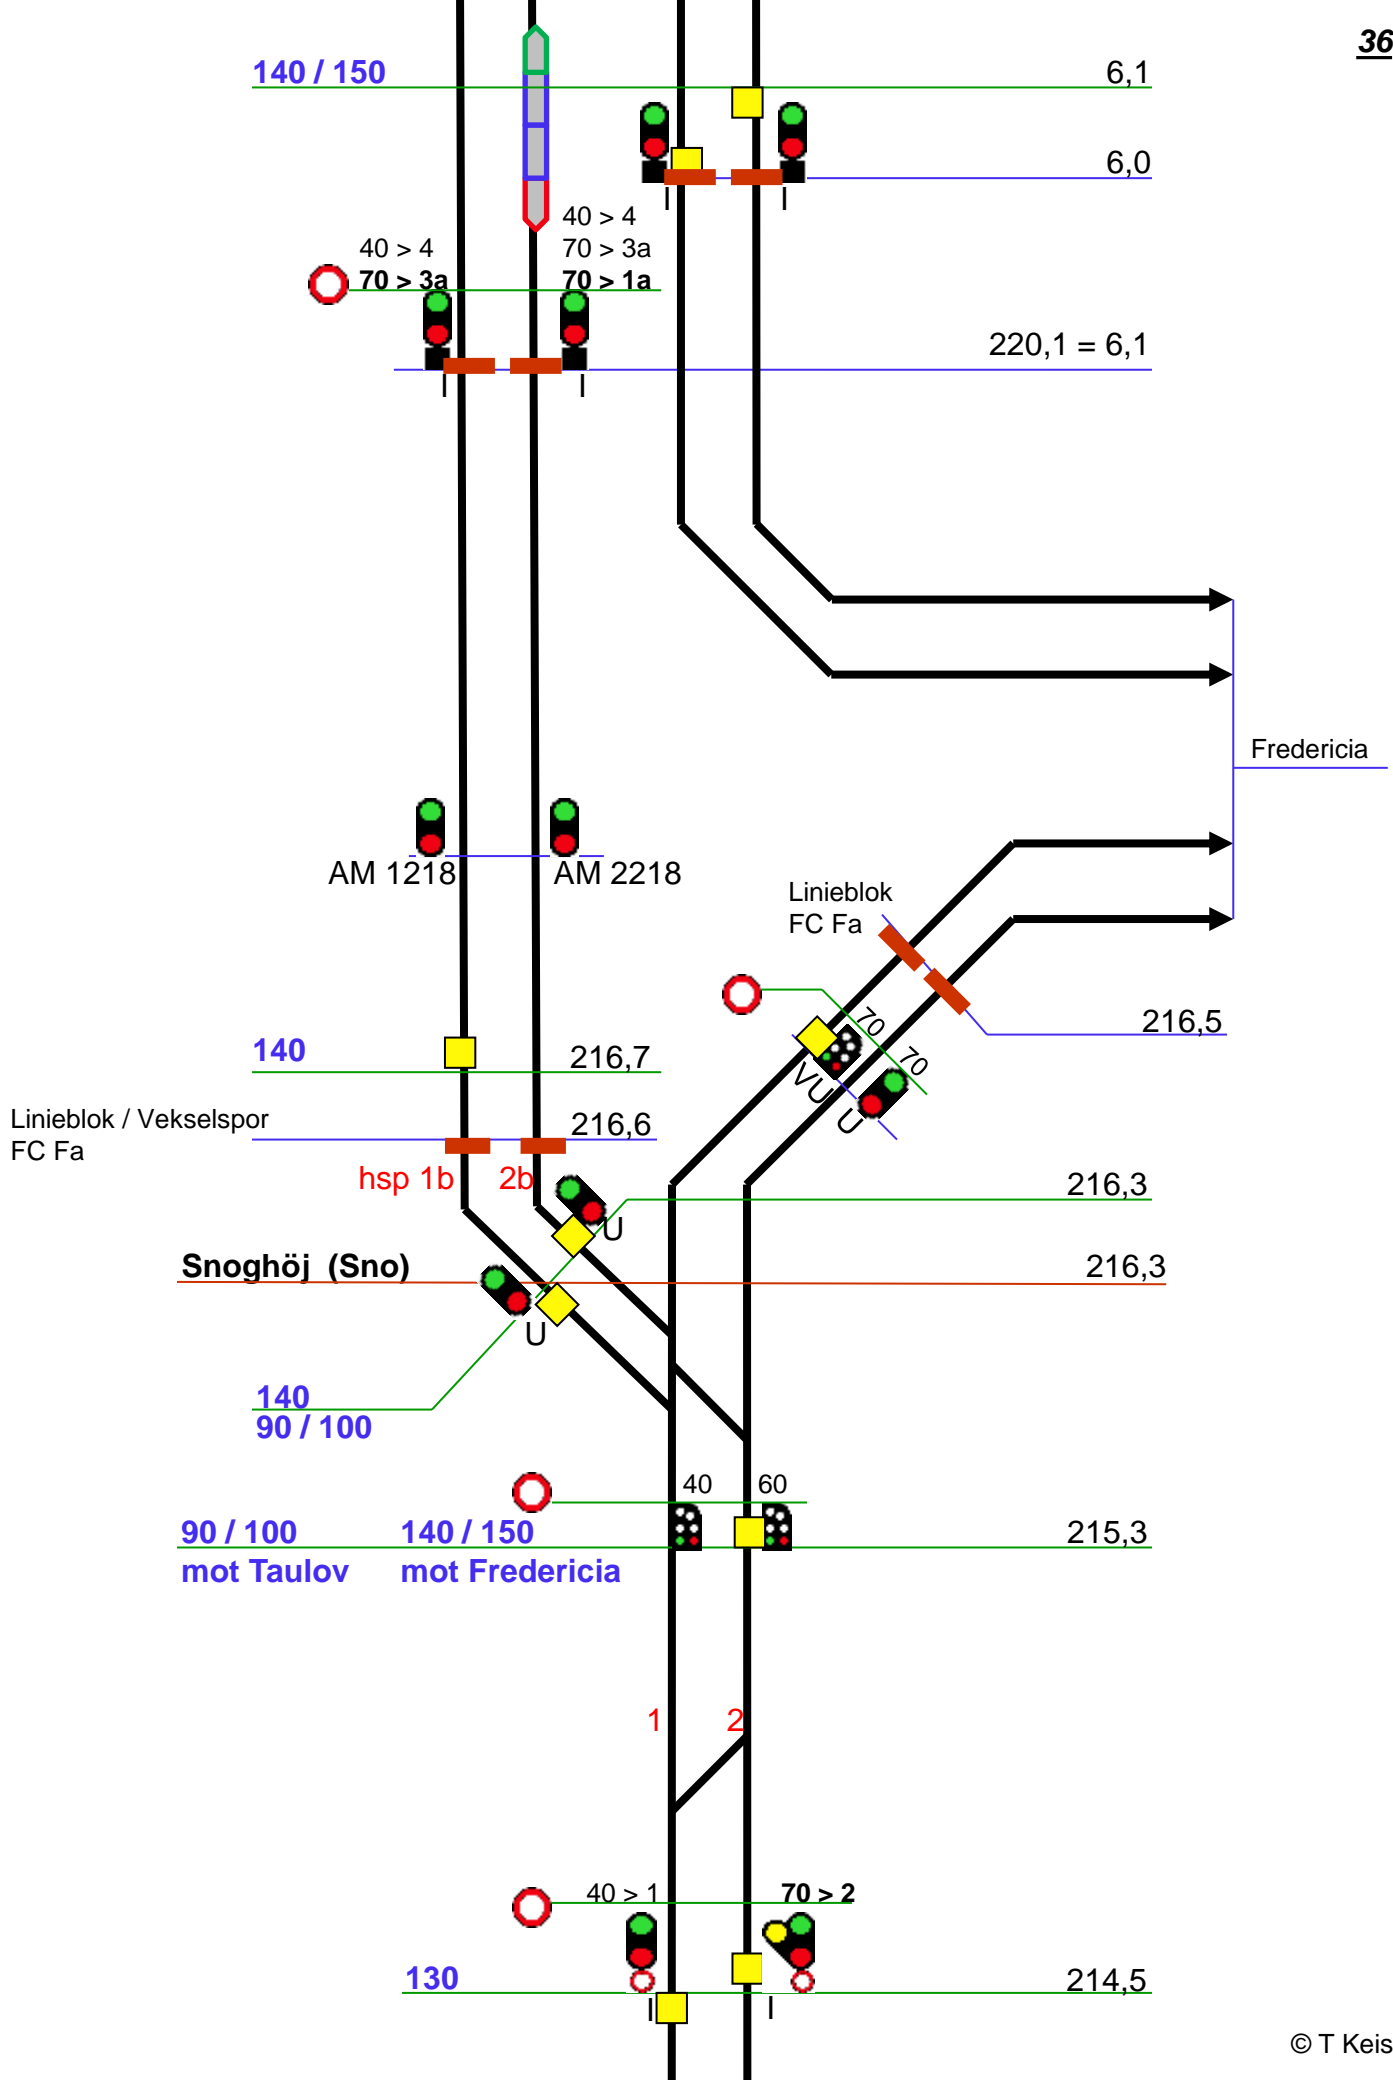 36
140 / 150
6,1
6,0
I
I
40 > 4
40 > 4
70 > 3a
70 > 3a
70 > 1a
220,1 = 6,1
I
I
Fredericia
AM 1218
AM 2218
Linieblok
FC Fa
216,5
70
70
VU
U
140
216,7
Linieblok / Vekselspor
FC Fa
216,6
hsp 1b
2b
216,3
U
Snoghöj (Sno)
216,3
U
140
90 / 100
40
60
90 / 100
140 / 150
215,3
mot Taulov
mot Fredericia
1
2
40 > 1
70 > 2
130
214,5
I
I
© T Keis